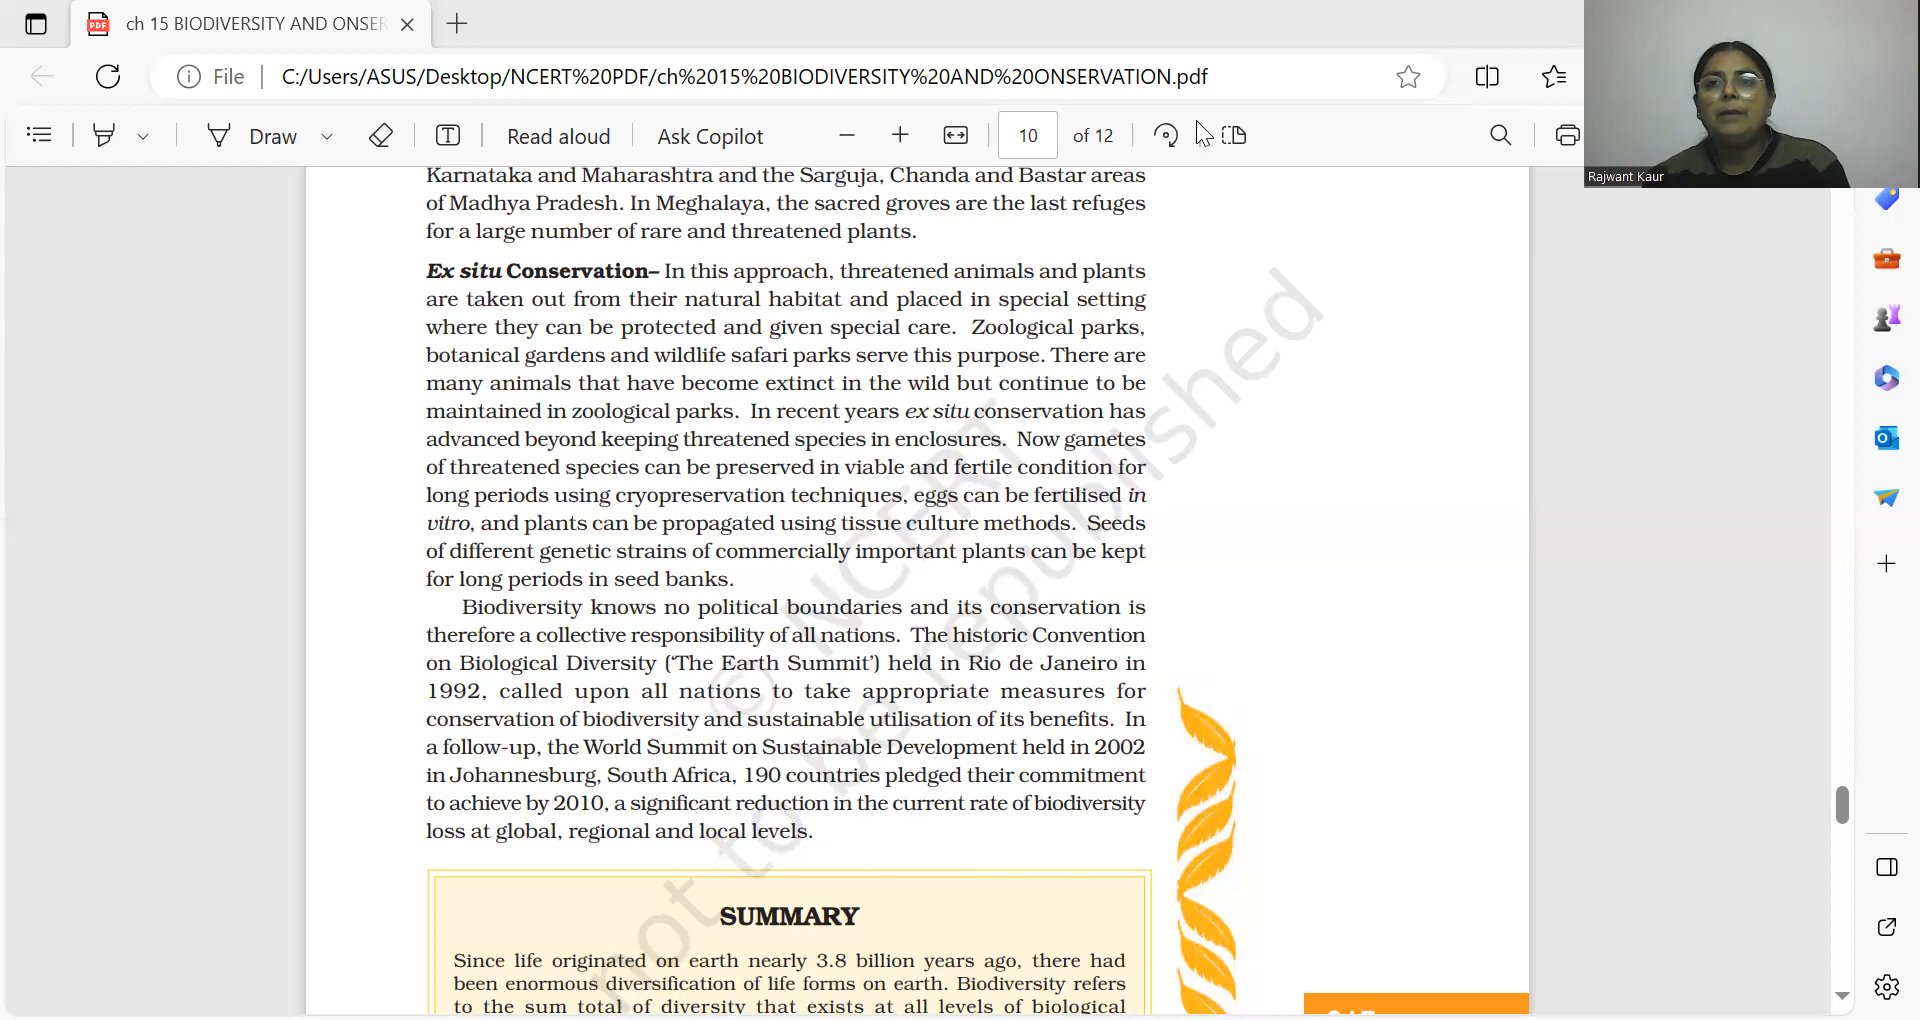 ch 15 BIODIVERSITY AND ONSER
File
C:/Users/ASUS/Desktop/NCERT%20PDF/ch%2015%20BIODIVERSITY%20AND%20ONSERVATION.pdf
Draw
Read aloud
Ask Copilot
10 of 12
Rajwant Kaur
Karnataka and Maharashtra and the Sarguja, Chanda and Bastar areas
of Madhya Pradesh. In Meghalaya, the sacred groves are the last refuges
for a large number of rare and threatened plants.
Ex situ Conservation– In this approach, threatened animals and plants
are taken out from their natural habitat and placed in special setting
where they can be protected and given special care. Zoological parks,
botanical gardens and wildlife safari parks serve this purpose. There are
many animals that have become extinct in the wild but continue to be
maintained in zoological parks. In recent years ex situ conservation has
advanced beyond keeping threatened species in enclosures. Now gametes
of threatened species can be preserved in viable and fertile condition for
long periods using cryopreservation techniques, eggs can be fertilised in
vitro, and plants can be propagated using tissue culture methods. Seeds
of different genetic strains of commercially important plants can be kept
for long periods in seed banks.
Biodiversity knows no political boundaries and its conservation is
therefore a collective responsibility of all nations. The historic Convention
on Biological Diversity ('The Earth Summit') held in Rio de Janeiro in
1992, called upon all nations to take appropriate measures for
conservation of biodiversity and sustainable utilisation of its benefits. In
a follow-up, the World Summit on Sustainable Development held in 2002
in Johannesburg, South Africa, 190 countries pledged their commitment
to achieve by 2010, a significant reduction in the current rate of biodiversity
loss at global, regional and local levels.
SUMMARY
Since life originated on earth nearly 3.8 billion years ago, there had
been enormous diversification of life forms on earth. Biodiversity refers
to the sum total of diversity that exists at all levels of biological
© NCERT
not to be republished